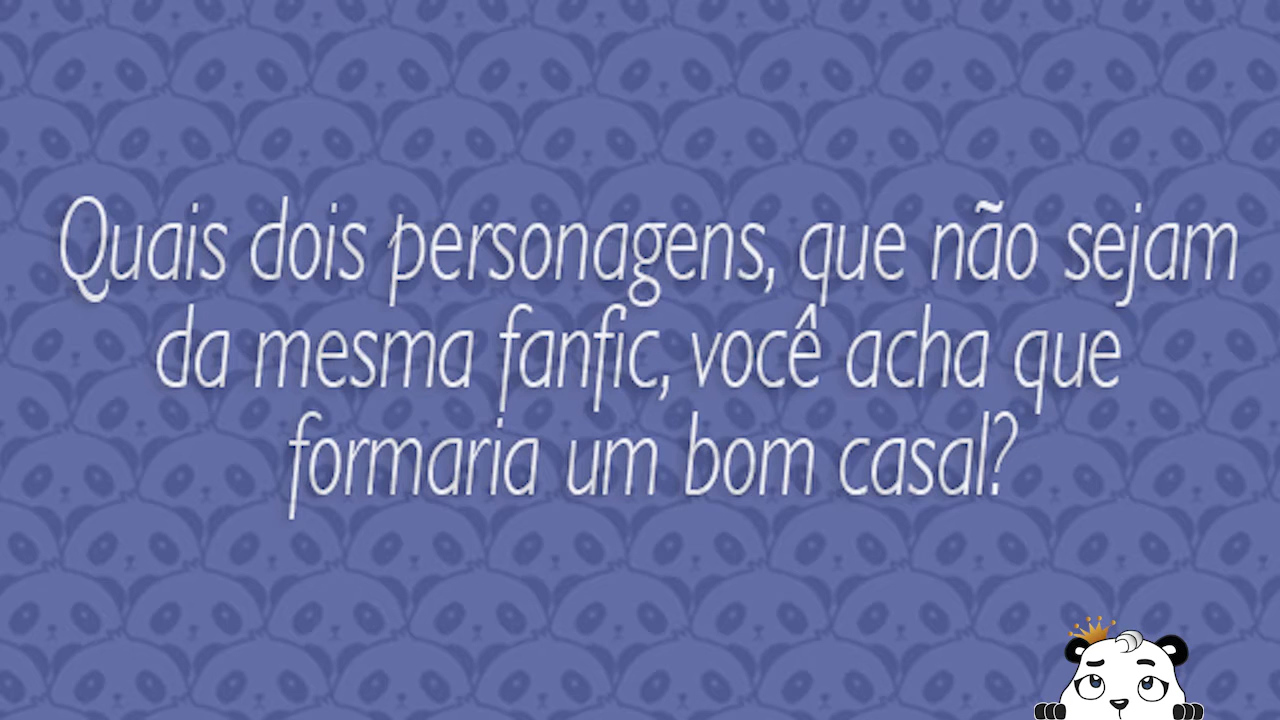 Quais dois personagens, que não sejam
da mesma fanfic, você acha que
formaria um bom casal?